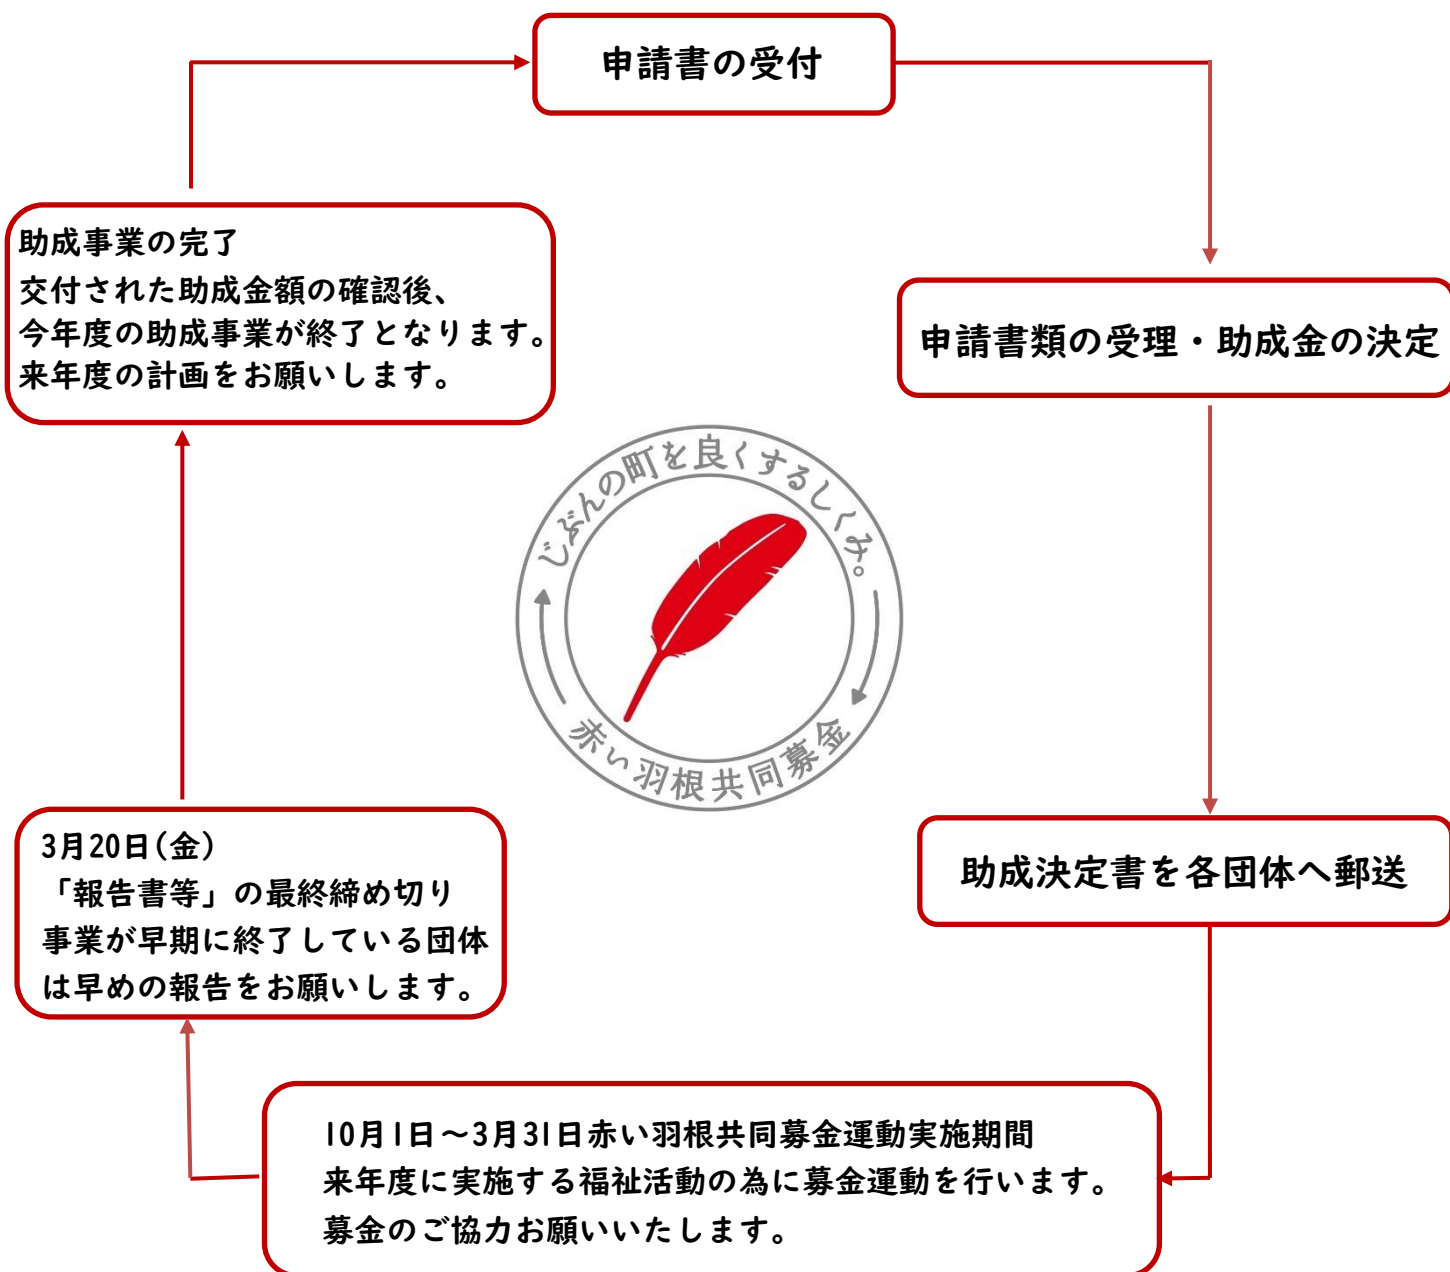 申請書の受付
申請書類の受理・助成金の決定
助成決定書を各団体へ郵送
10月1日～3月31日赤い羽根共同募金運動実施期間
来年度に実施する福祉活動の為に募金運動を行います。
募金のご協力お願いいたします。
3月20日(金)
「報告書等」の最終締め切り
事業が早期に終了している団体
は早めの報告をお願いします。
助成事業の完了
交付された助成金額の確認後、
今年度の助成事業が終了となります。
来年度の計画をお願いします。
じぶんの町を良くするしくみ。
赤い羽根共同募金